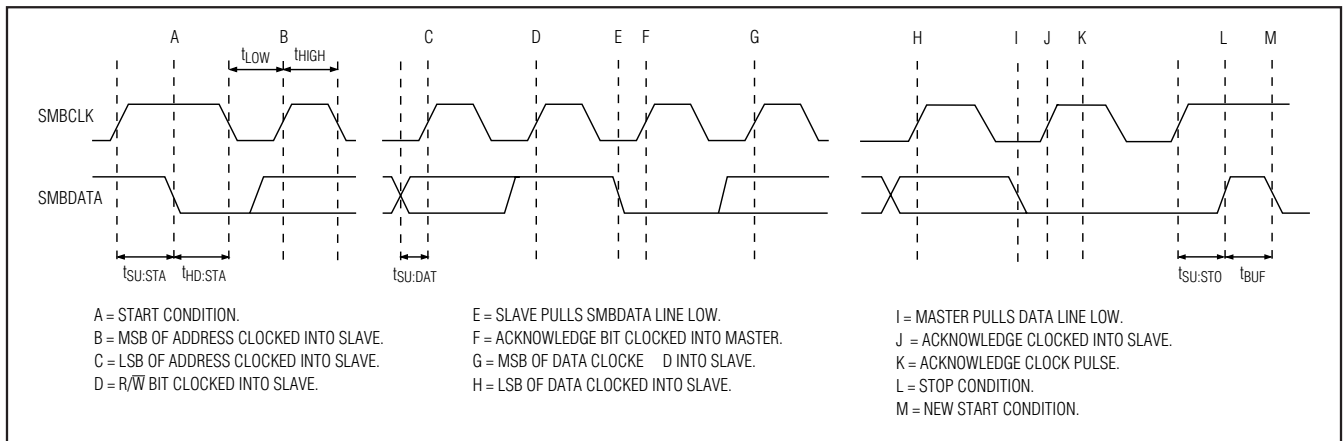 A B C D E F G H I J K L M
tLOW tHIGH
SMBCLK
SMBDATA
tSU:STA tHD:STA tSU:DAT tSU:STO tBUF
A = START CONDITION.
B = MSB OF ADDRESS CLOCKED INTO SLAVE.
C = LSB OF ADDRESS CLOCKED INTO SLAVE.
D = R/W̅ BIT CLOCKED INTO SLAVE.
E = SLAVE PULLS SMBDATA LINE LOW.
F = ACKNOWLEDGE BIT CLOCKED INTO MASTER.
G = MSB OF DATA CLOCKE D INTO SLAVE.
H = LSB OF DATA CLOCKED INTO SLAVE.
I = MASTER PULLS DATA LINE LOW.
J = ACKNOWLEDGE CLOCKED INTO SLAVE.
K = ACKNOWLEDGE CLOCK PULSE.
L = STOP CONDITION.
M = NEW START CONDITION.